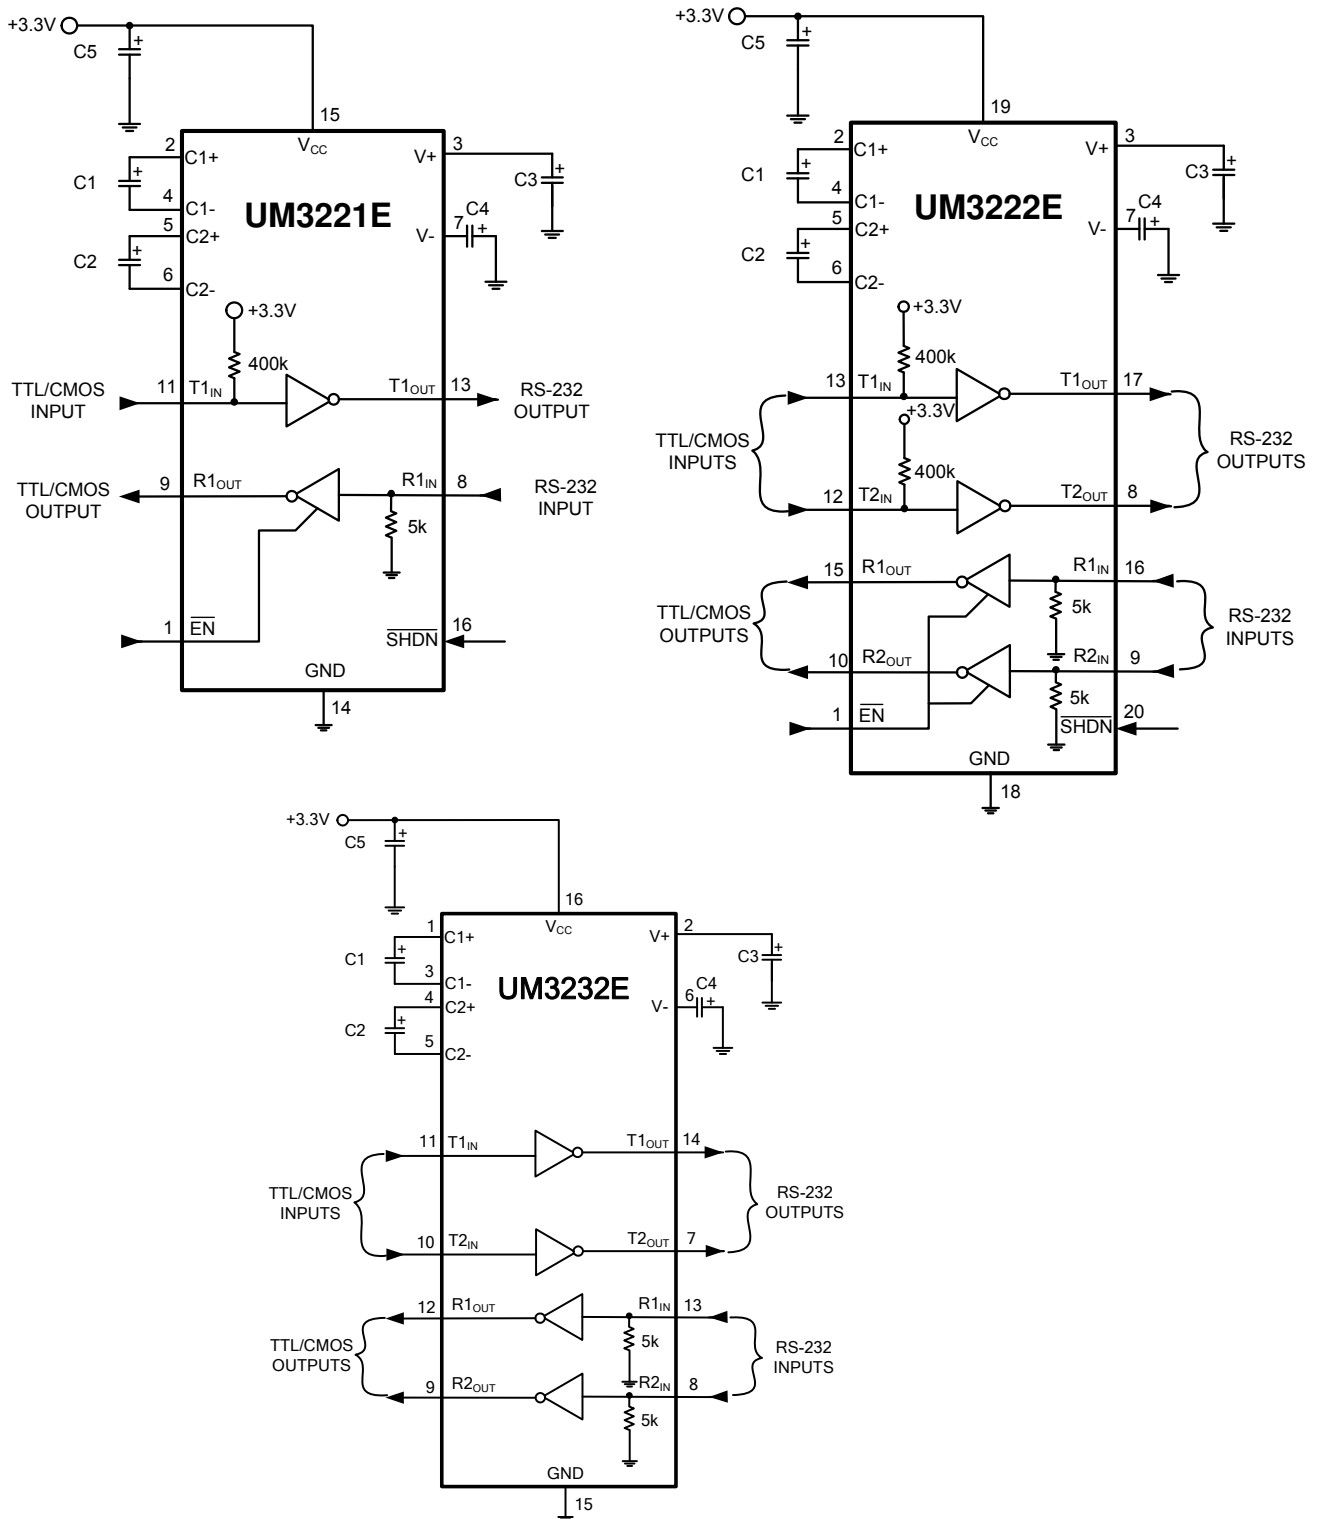 +3.3V
C5
+
15
VCC
2
C1+
C1
+
4
C1-
5
C2+
C2
+
6
C2-
UM3221E
3
V+
C3
+
7
V-
C4
+
+3.3V
400k
TTL/CMOS
INPUT
11
T1IN
T1OUT
13
RS-232
OUTPUT
TTL/CMOS
OUTPUT
9
R1OUT
R1IN
8
RS-232
INPUT
5k
1
EN
SHDN
16
GND
14
+3.3V
C5
+
19
VCC
2
C1+
C1
+
4
C1-
5
C2+
C2
+
6
C2-
UM3222E
3
V+
C3
+
7
V-
C4
+
+3.3V
400k
13
T1IN
T1OUT
17
+3.3V
400k
TTL/CMOS
INPUTS
RS-232
OUTPUTS
12
T2IN
T2OUT
8
15
R1OUT
R1IN
16
5k
TTL/CMOS
OUTPUTS
RS-232
INPUTS
10
R2OUT
R2IN
9
5k
1
EN
SHDN
20
GND
18
+3.3V
C5
+
16
VCC
1
C1+
C1
+
3
C1-
4
C2+
C2
+
5
C2-
UM3232E
2
V+
C3
+
6
V-
C4
+
11
T1IN
T1OUT
14
TTL/CMOS
INPUTS
RS-232
OUTPUTS
10
T2IN
T2OUT
7
12
R1OUT
R1IN
13
5k
TTL/CMOS
OUTPUTS
RS-232
INPUTS
9
R2OUT
R2IN
8
5k
GND
15